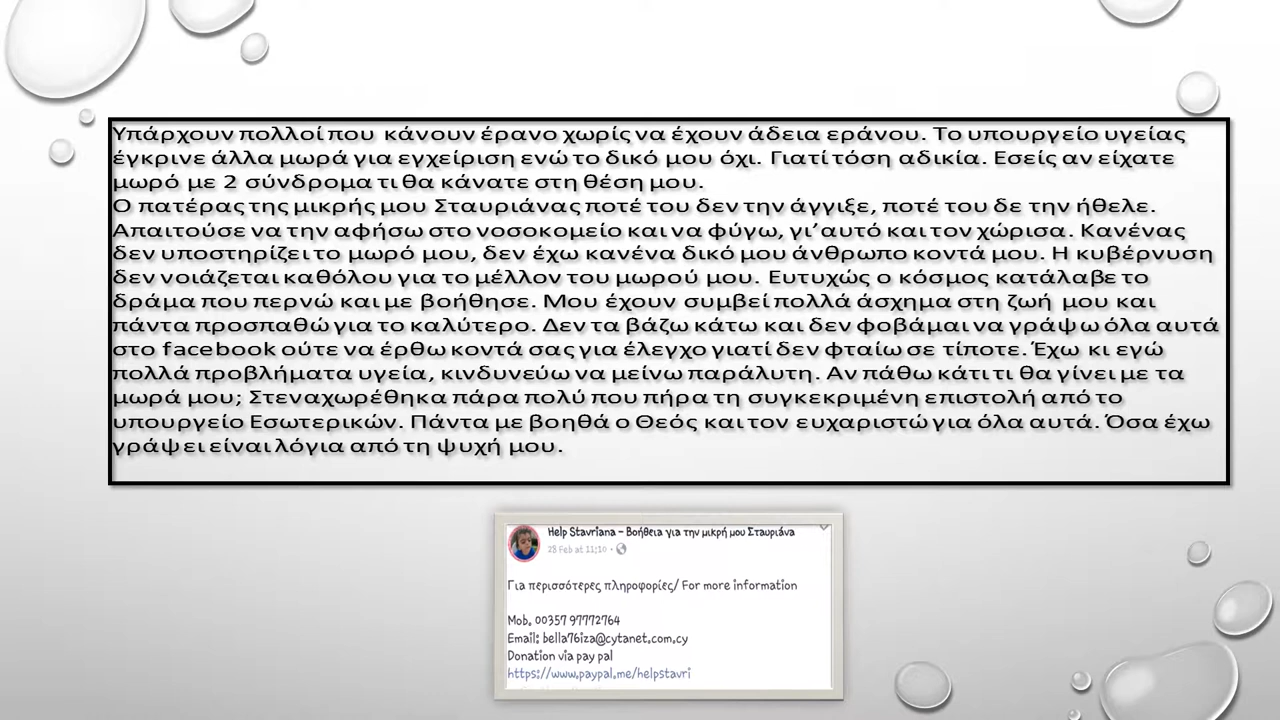 Υπάρχουν πολλοί που κάνουν έρανο χωρίς να έχουν άδεια εράνου. Το υπουργείο υγείας
έγκρινε άλλα μωρά για εγχείριση ενώ το δικό μου όχι. Γιατί τόση αδικία. Εσείς αν είχατε
μωρό με 2 σύνδρομα τι θα κάνατε στη θέση μου.
Ο πατέρας της μικρής μου Σταυριάνας ποτέ του δεν την άγγιξε, ποτέ του δε την ήθελε.
Απαιτούσε να την αφήσω στο νοσοκομείο και να φύγω, γι’αυτό και τον χώρισα. Κανένας
δεν υποστηρίζει το μωρό μου, δεν έχω κανένα δικό μου άνθρωπο κοντά μου. Η κυβέρνυση
δεν νοιάζεται καθόλου για το μέλλον του μωρού μου. Ευτυχώς ο κόσμος κατάλαβε το
δράμα που περνώ και με βοήθησε. Μου έχουν συμβεί πολλά άσχημα στη ζωή μου και
πάντα προσπαθώ για το καλύτερο. Δεν τα βάζω κάτω και δεν φοβάμαι να γράψω όλα αυτά
στο facebook ούτε να έρθω κοντά σας για έλεγχο γιατί δεν φταίω σε τίποτε. Έχω κι εγώ
πολλά προβλήματα υγεία, κινδυνεύω να μείνω παράλυτη. Αν πάθω κάτι τι θα γίνει με τα
μωρά μου; Στεναχωρέθηκα πάρα πολύ που πήρα τη συγκεκριμένη επιστολή από το
υπουργείο Εσωτερικών. Πάντα με βοηθά ο Θεός και τον ευχαριστώ για όλα αυτά. Όσα έχω
γράψει είναι λόγια από τη ψυχή μου.
Help Stavriana - Βοήθεια για την μικρή μου Σταυριάνα
28 Feb at 11:10
Για περισσότερες πληροφορίες/ For more information
Mob. 00357 97772764
Email: bella76iza@cytanet.com.cy
Donation via pay pal
https://www.paypal.me/helpstavri